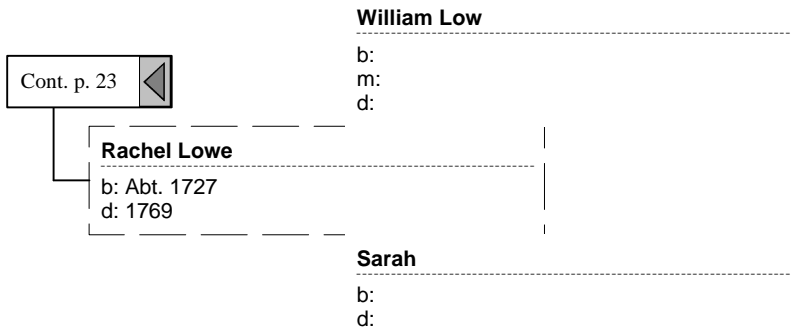 William Low
b:
m:
d:
Cont. p. 23
Rachel Lowe
b: Abt. 1727
d: 1769
Sarah
b:
d: